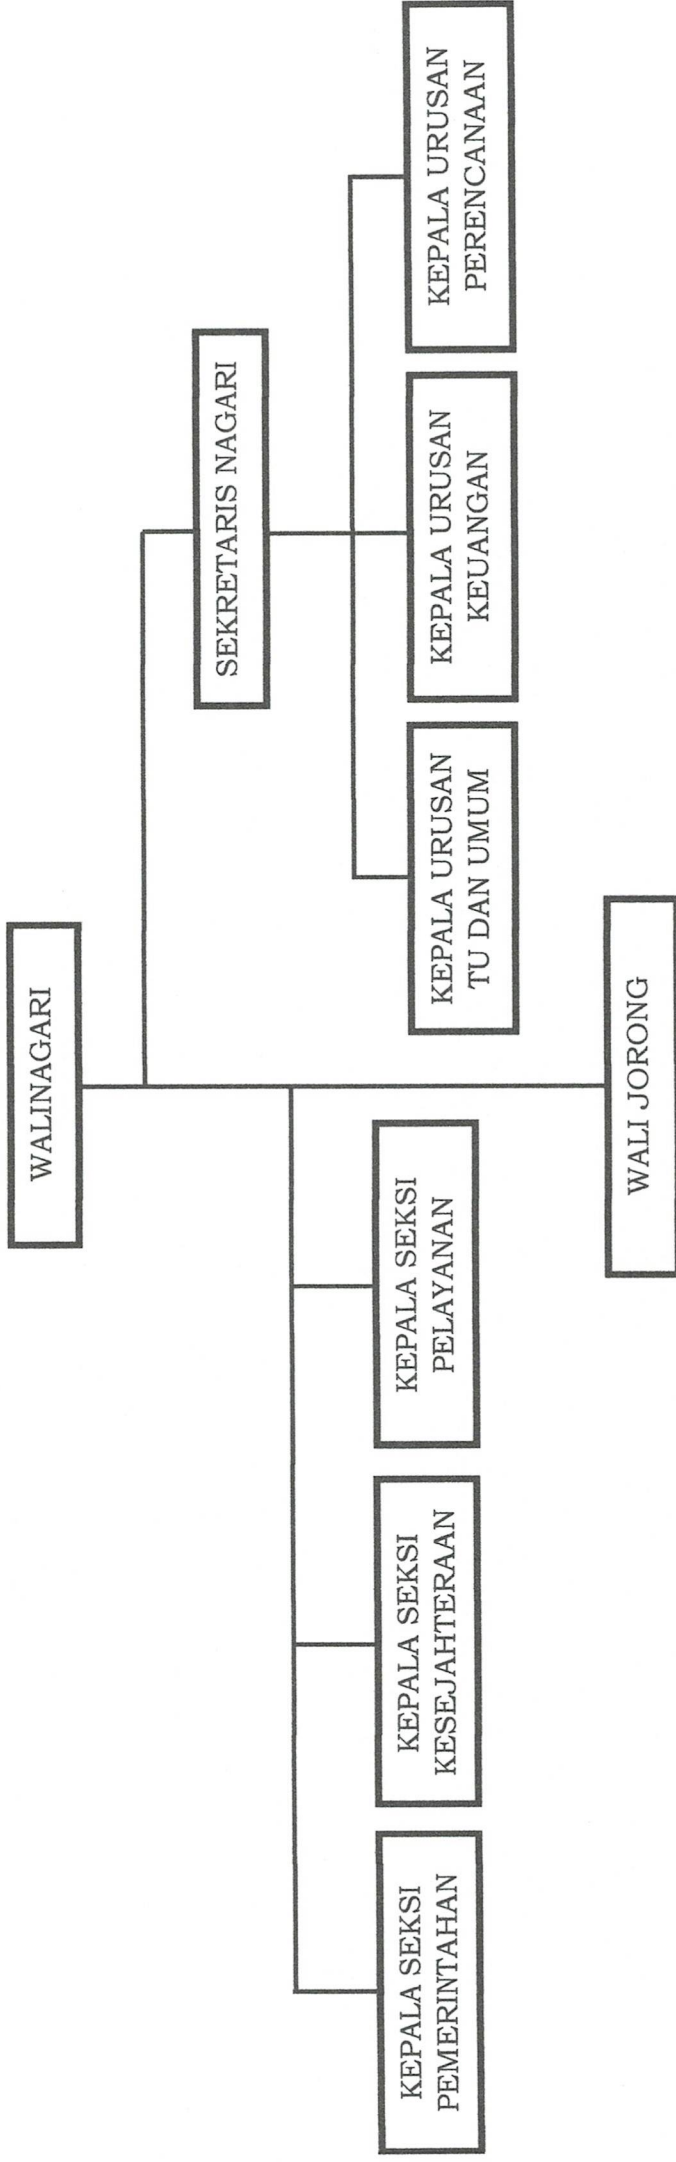 WALINAGARI
SEKRETARIS NAGARI
KEPALA SEKSI
PEMERINTAHAN
KEPALA SEKSI
KESEJAHTERAAN
KEPALA SEKSI
PELAYANAN
KEPALA URUSAN
TU DAN UMUM
KEPALA URUSAN
KEUANGAN
KEPALA URUSAN
PERENCANAAN
WALI JORONG